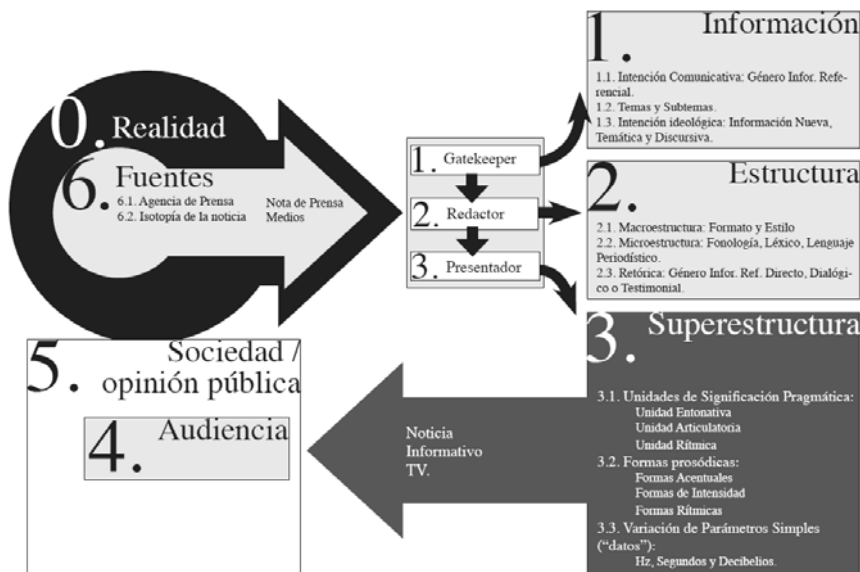 0. Realidad
6. Fuentes
6.1. Agencia de Prensa
6.2. Isotopía de la noticia
Nota de Prensa
Medios
1. Gatekeeper
2. Redactor
3. Presentador
1. Información
1.1. Intención Comunicativa: Género Infor. Refe-
rencial.
1.2. Temas y Subtemas.
1.3. Intención ideológica: Información Nueva,
Temática y Discursiva.
2. Estructura
2.1. Macroestructura: Formato y Estilo
2.2. Microestructura: Fonología, Léxico, Lenguaje
Periodístico.
2.3. Retórica: Género Infor. Ref. Directo, Dialógi-
co o Testimonial.
3. Superestructura
3.1. Unidades de Significación Pragmática:
Unidad Entonativa
Unidad Articulatoria
Unidad Rítmica
3.2. Formas prosódicas:
Formas Acentuales
Formas de Intensidad
Formas Rítmicas
3.3. Variación de Parámetros Simples
("datos"):
Hz, Segundos y Decibelios.
Noticia
Informativo
TV.
5. Sociedad /
opinión pública
4. Audiencia